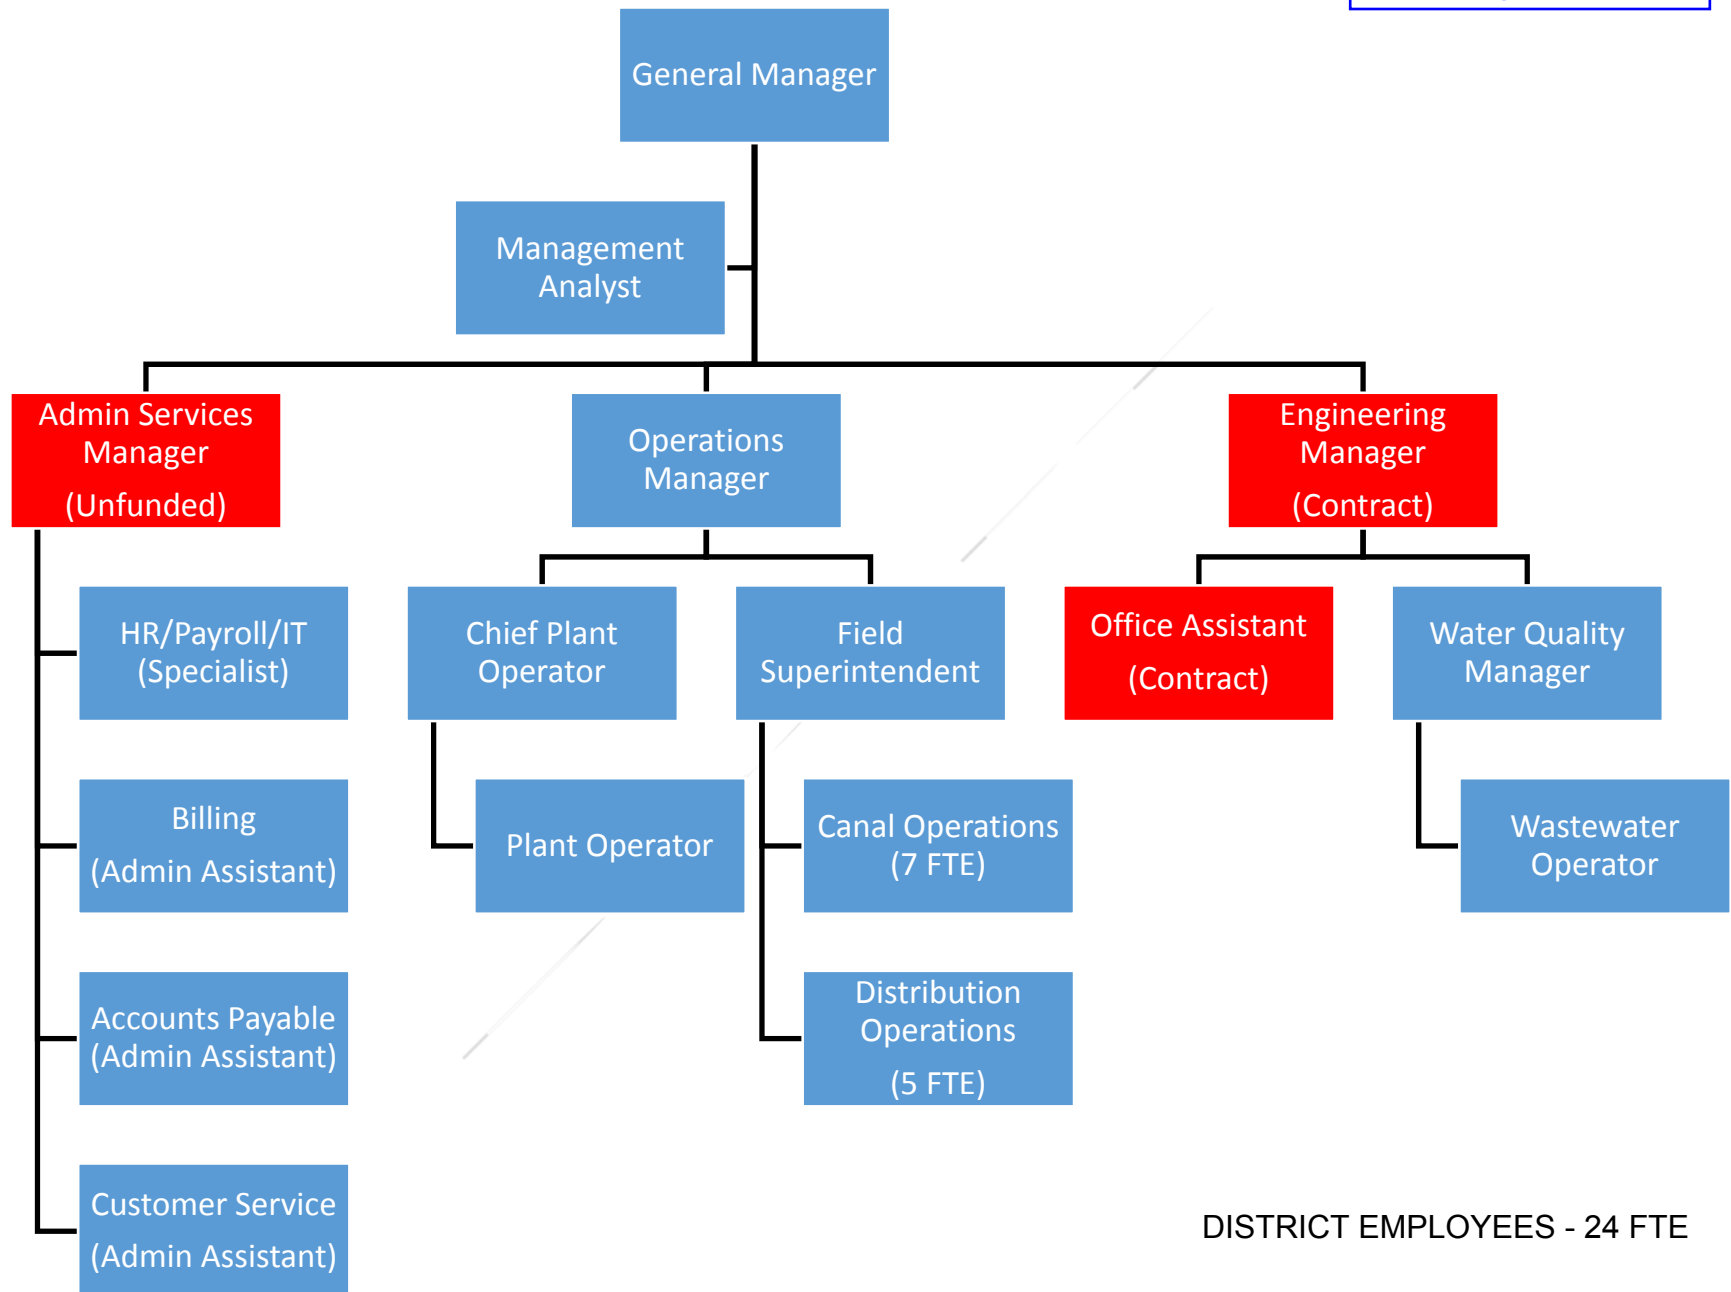 General Manager
Management
Analyst
Admin Services
Manager
(Unfunded)
Operations
Manager
Engineering
Manager
(Contract)
HR/Payroll/IT
(Specialist)
Chief Plant
Operator
Field
Superintendent
Office Assistant
(Contract)
Water Quality
Manager
Billing
(Admin Assistant)
Plant Operator
Canal Operations
(7 FTE)
Wastewater
Operator
Accounts Payable
(Admin Assistant)
Distribution
Operations
(5 FTE)
Customer Service
(Admin Assistant)
DISTRICT EMPLOYEES - 24 FTE